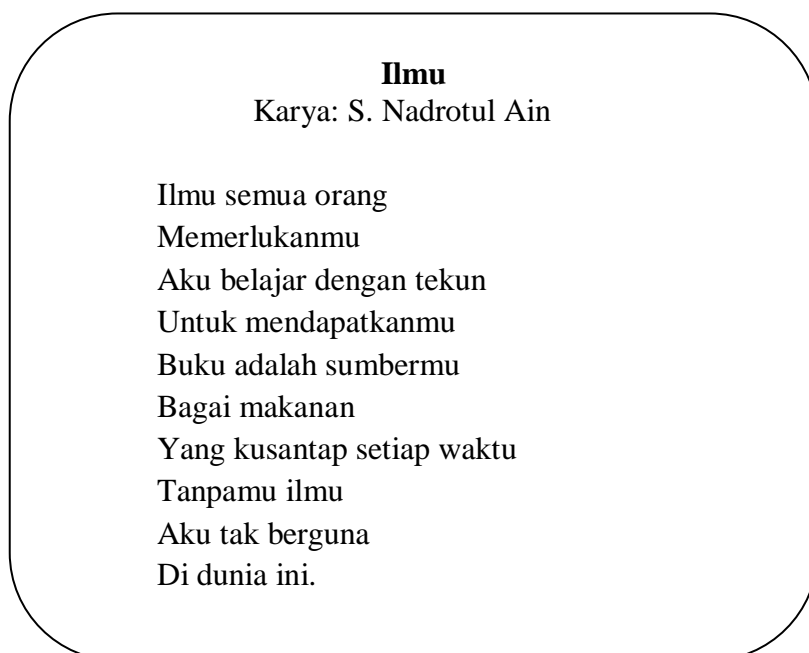 Ilmu
Karya: S. Nadrotul Ain
Ilmu semua orang
Memerlukanmu
Aku belajar dengan tekun
Untuk mendapatkanmu
Buku adalah sumbermu
Bagai makanan
Yang kusantap setiap waktu
Tanpamu ilmu
Aku tak berguna
Di dunia ini.